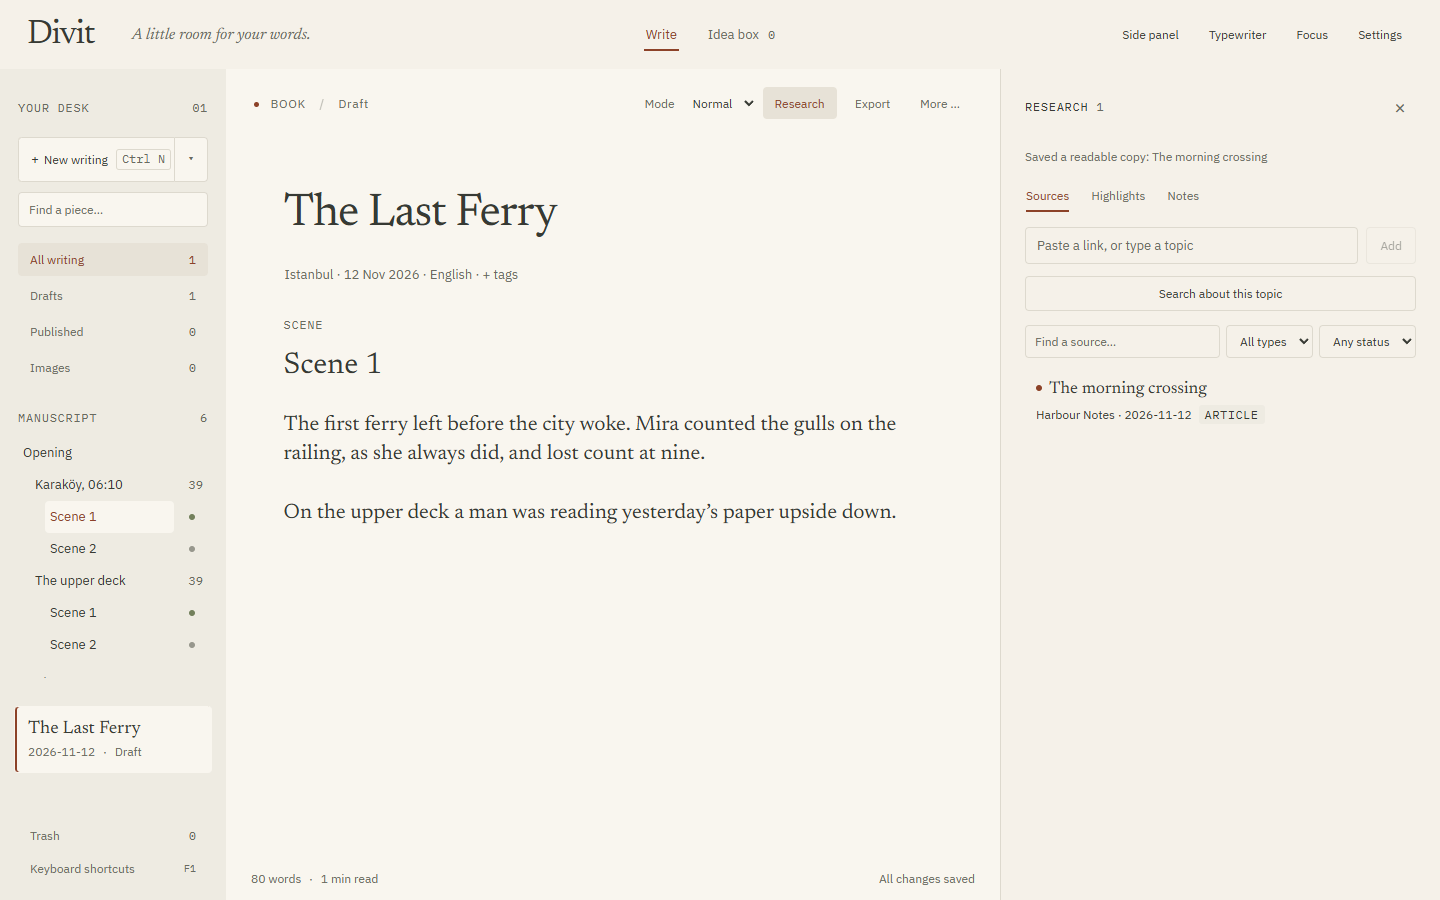 Divit
A little room for your words.
Write
Idea box 0
Side panel
Typewriter
Focus
Settings
YOUR DESK 01
+ New writing Ctrl N
Find a piece...
All writing 1
Drafts 1
Published 0
Images 0
MANUSCRIPT 6
Opening
Karaköy, 06:10 39
Scene 1
Scene 2
The upper deck 39
Scene 1
Scene 2
The Last Ferry
2026-11-12 · Draft
Trash 0
Keyboard shortcuts F1
BOOK / Draft
Mode Normal
Research
Export
More ...
The Last Ferry
Istanbul · 12 Nov 2026 · English · + tags
SCENE
Scene 1
The first ferry left before the city woke. Mira counted the gulls on the
railing, as she always did, and lost count at nine.
On the upper deck a man was reading yesterday’s paper upside down.
80 words · 1 min read
All changes saved
RESEARCH 1
×
Saved a readable copy: The morning crossing
Sources
Highlights
Notes
Paste a link, or type a topic
Add
Search about this topic
Find a source...
All types
Any status
The morning crossing
Harbour Notes · 2026-11-12 ARTICLE